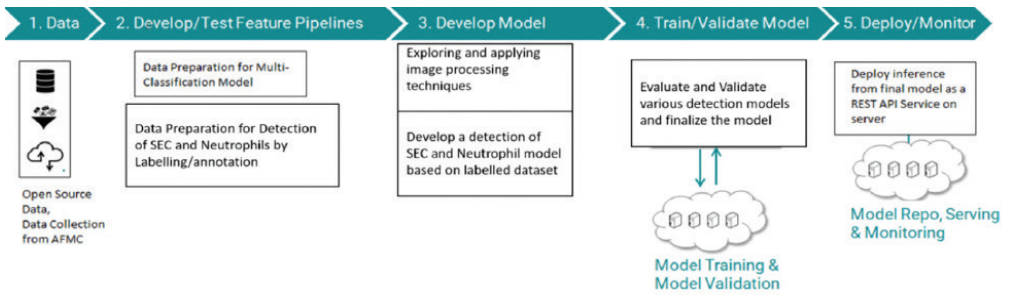 1. Data
2. Develop/Test Feature Pipelines
3. Develop Model
4. Train/Validate Model
5. Deploy/Monitor
Open Source
Data,
Data Collection
from AFMC
Data Preparation for Multi-
Classification Model
Data Preparation for Detection
of SEC and Neutrophils by
Labelling/annotation
Exploring and applying
image processing
techniques
Develop a detection of
SEC and Neutrophil model
based on labelled dataset
Evaluate and Validate
various detection models
and finalize the model
Model Training &
Model Validation
Deploy inference
from final model as a
REST API Service on
server
Model Repo, Serving
& Monitoring